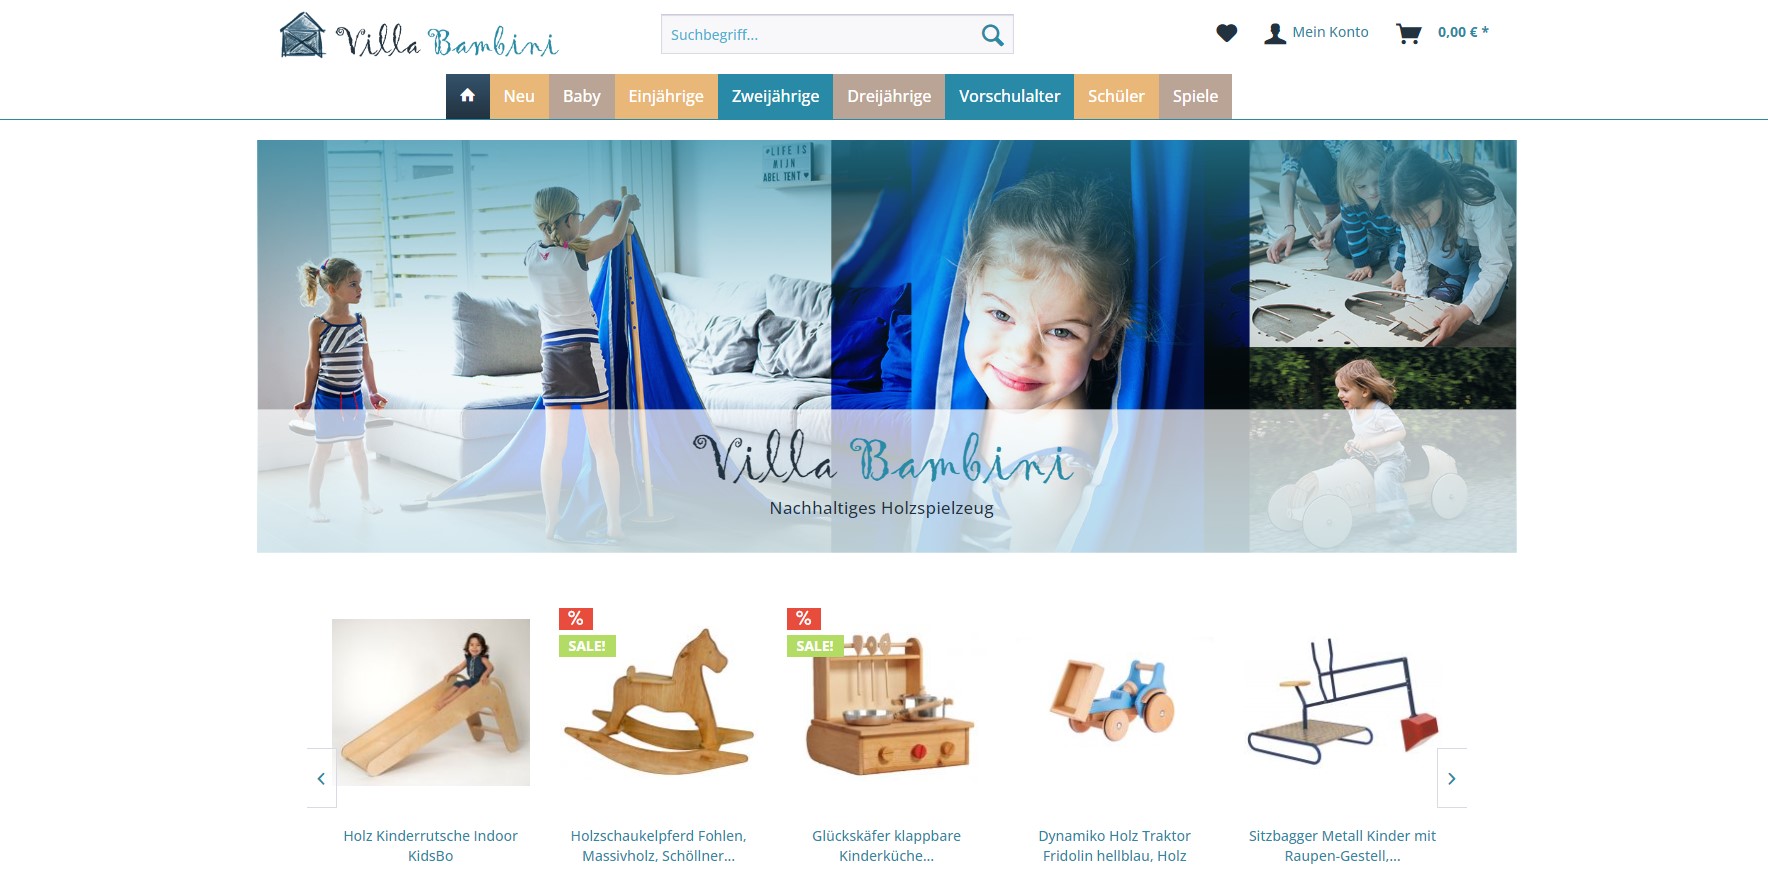 Villa Bambini
Suchbegriff...
Mein Konto
0,00 € *
Neu
Baby
Einjährige
Zweijährige
Dreijährige
Vorschulalter
Schüler
Spiele
LIFE IS
MIJN
ABEL TENT
Villa Bambini
Nachhaltiges Holzspielzeug
%
SALE!
%
SALE!
Holz Kinderrutsche Indoor
KidsBo
Holzschaukelpferd Fohlen,
Massivholz, Schöllner...
Glückskäfer klappbare
Kinderküche...
Dynamiko Holz Traktor
Fridolin hellblau, Holz
Sitzbagger Metall Kinder mit
Raupen-Gestell,...